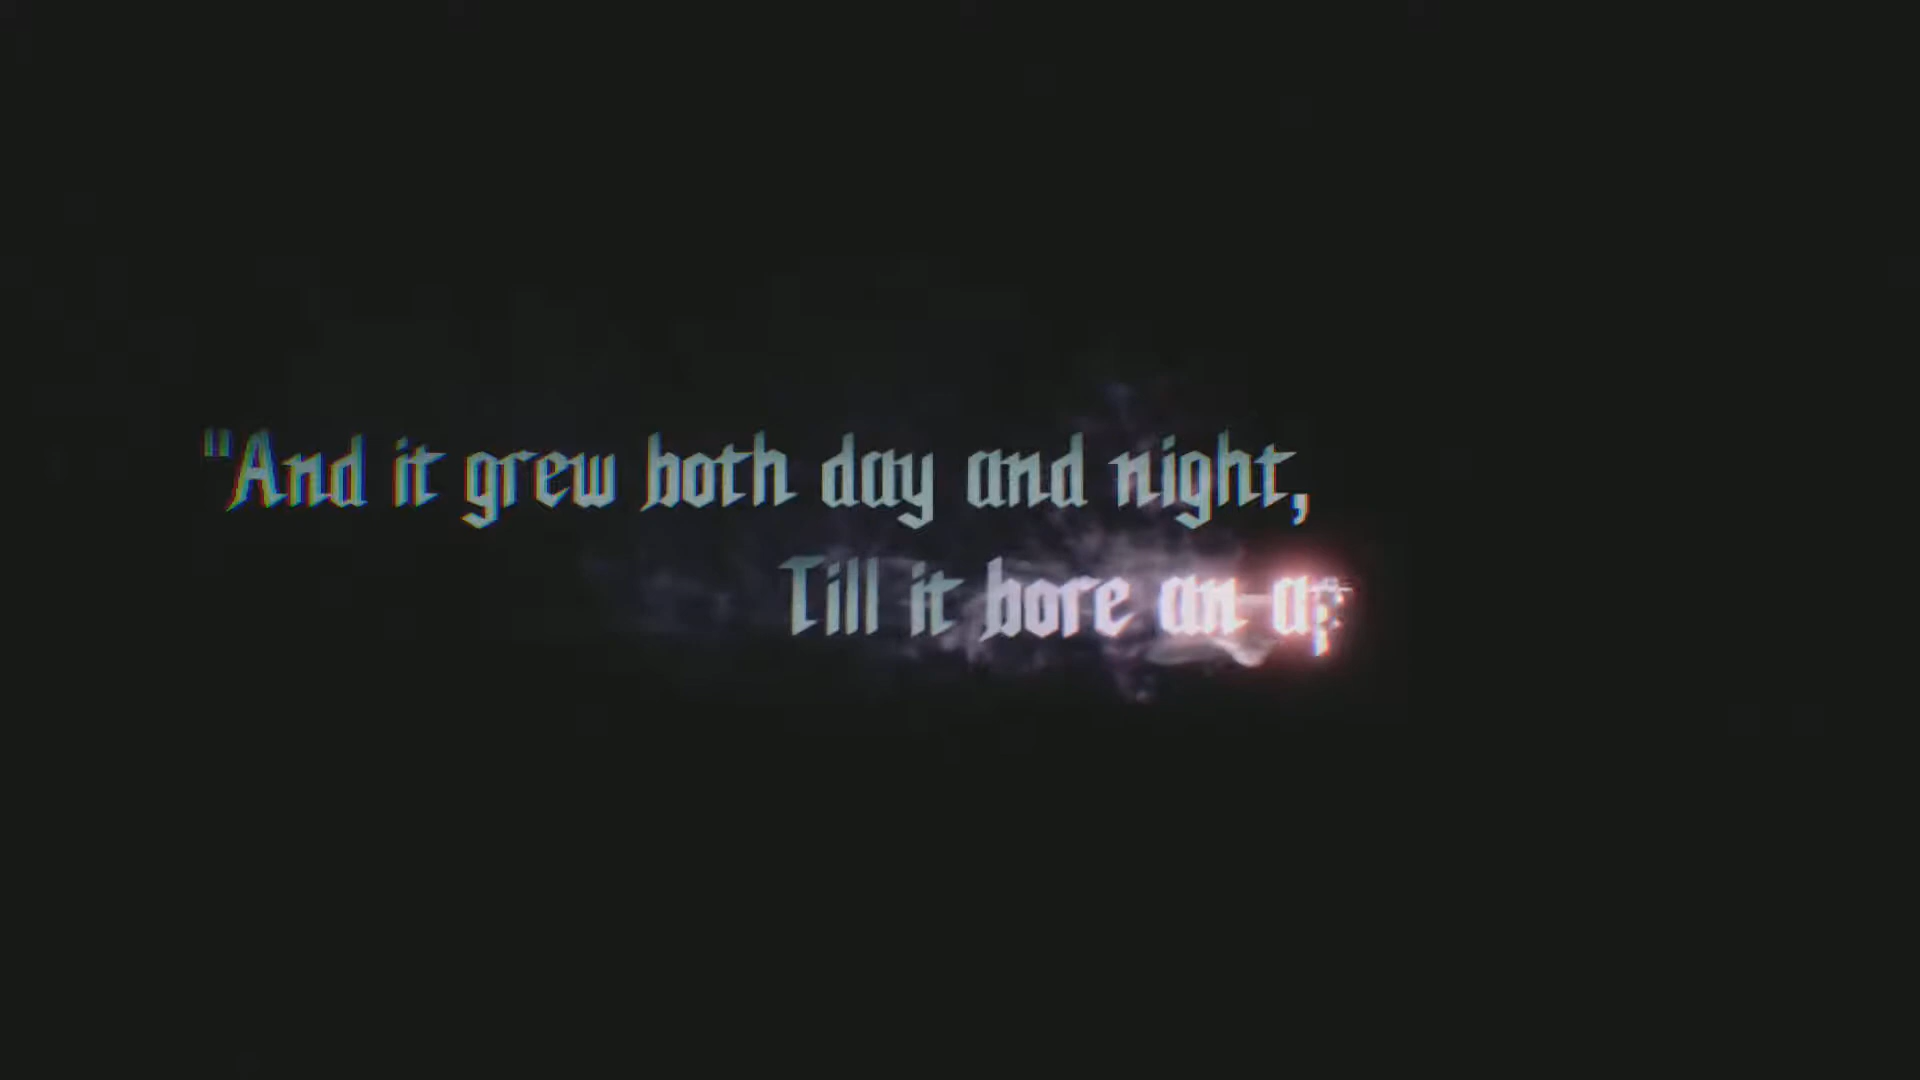 "And it grew both day and night,
Till it bore an